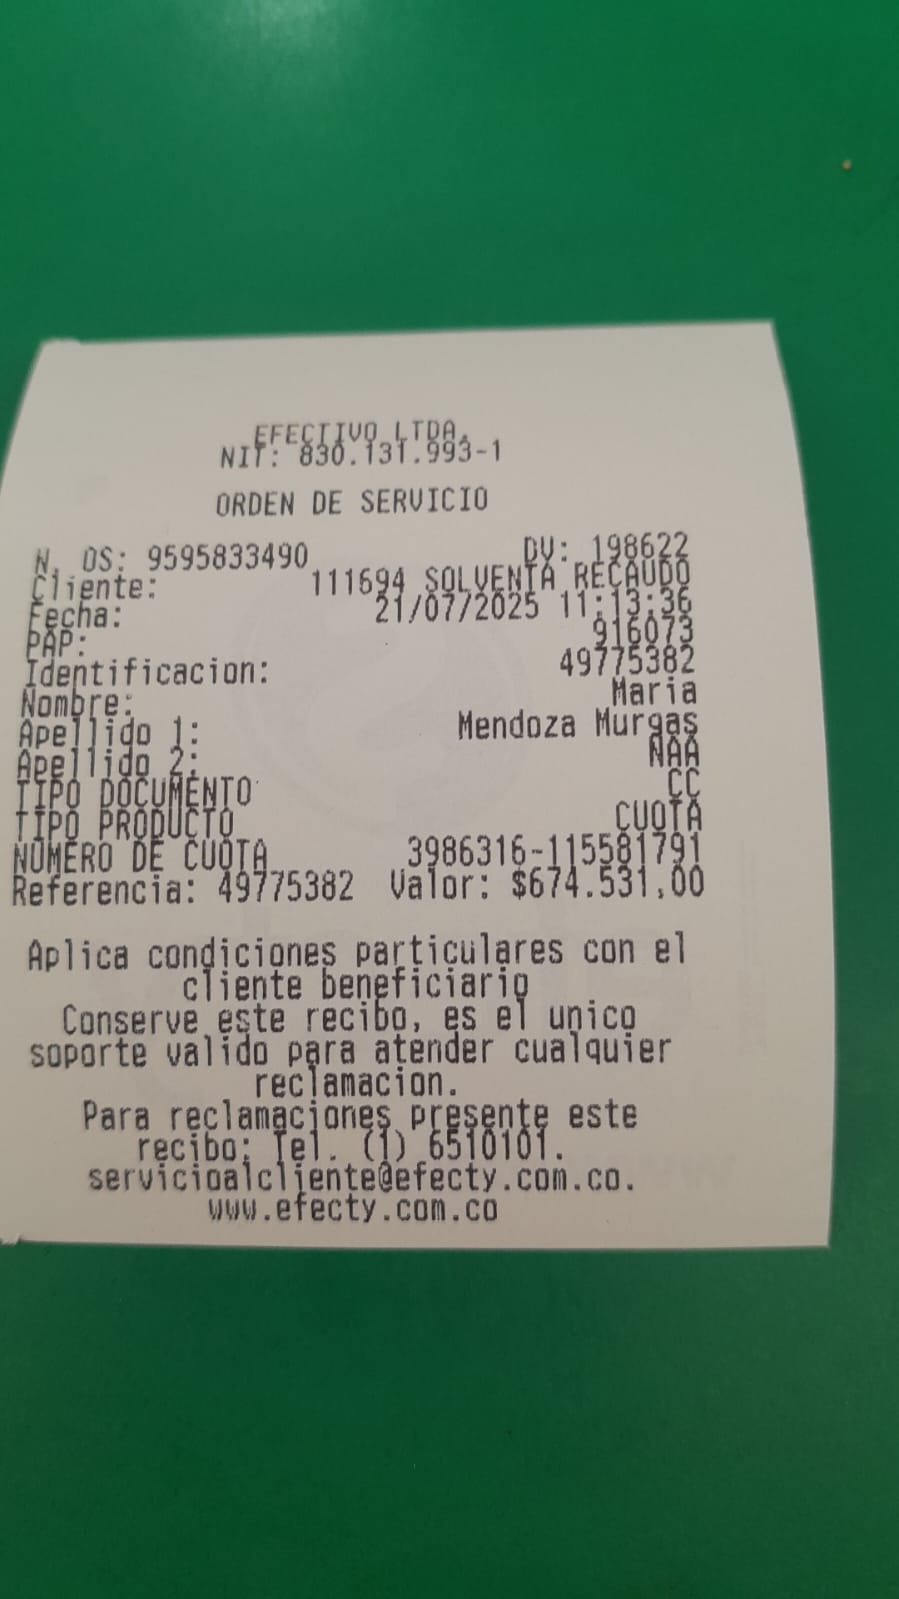 EFECTIVO LTDA.
NIT: 830.131.993-1
ORDEN DE SERVICIO
N. OS: 9595833490 DV: 198622
Cliente: 111694 SOLVENTA RECAUDO
Fecha: 21/07/2025 11:13:36
PAP: 916073
Identificacion: 49775382
Nombre: Maria
Apellido 1: Mendoza Murgas
Apellido 2: NAA
TIPO DOCUMENTO CC
TIPO PRODUCTO CUOTA
NUMERO DE CUOTA 3986316-115581791
Referencia: 49775382 Valor: $674.531,00
Aplica condiciones particulares con el
cliente beneficiario
Conserve este recibo, es el unico
soporte valido para atender cualquier
reclamacion.
Para reclamaciones presente este
recibo: Tel. (1) 6510101.
servicioalcliente@efecty.com.co.
www.efecty.com.co